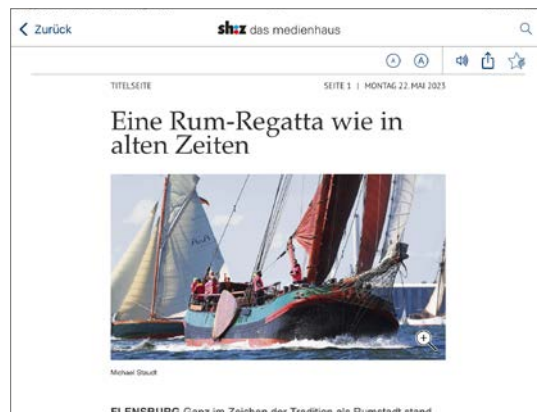 Zurück
sh:z das medienhaus
A A
TITELSEITE SEITE 1 | MONTAG 22. MAI 2023
Eine Rum-Regatta wie in
alten Zeiten
Michael Staudt
FLENSBURG Ganz im Zeichen der Tradition als Rumstadt stand